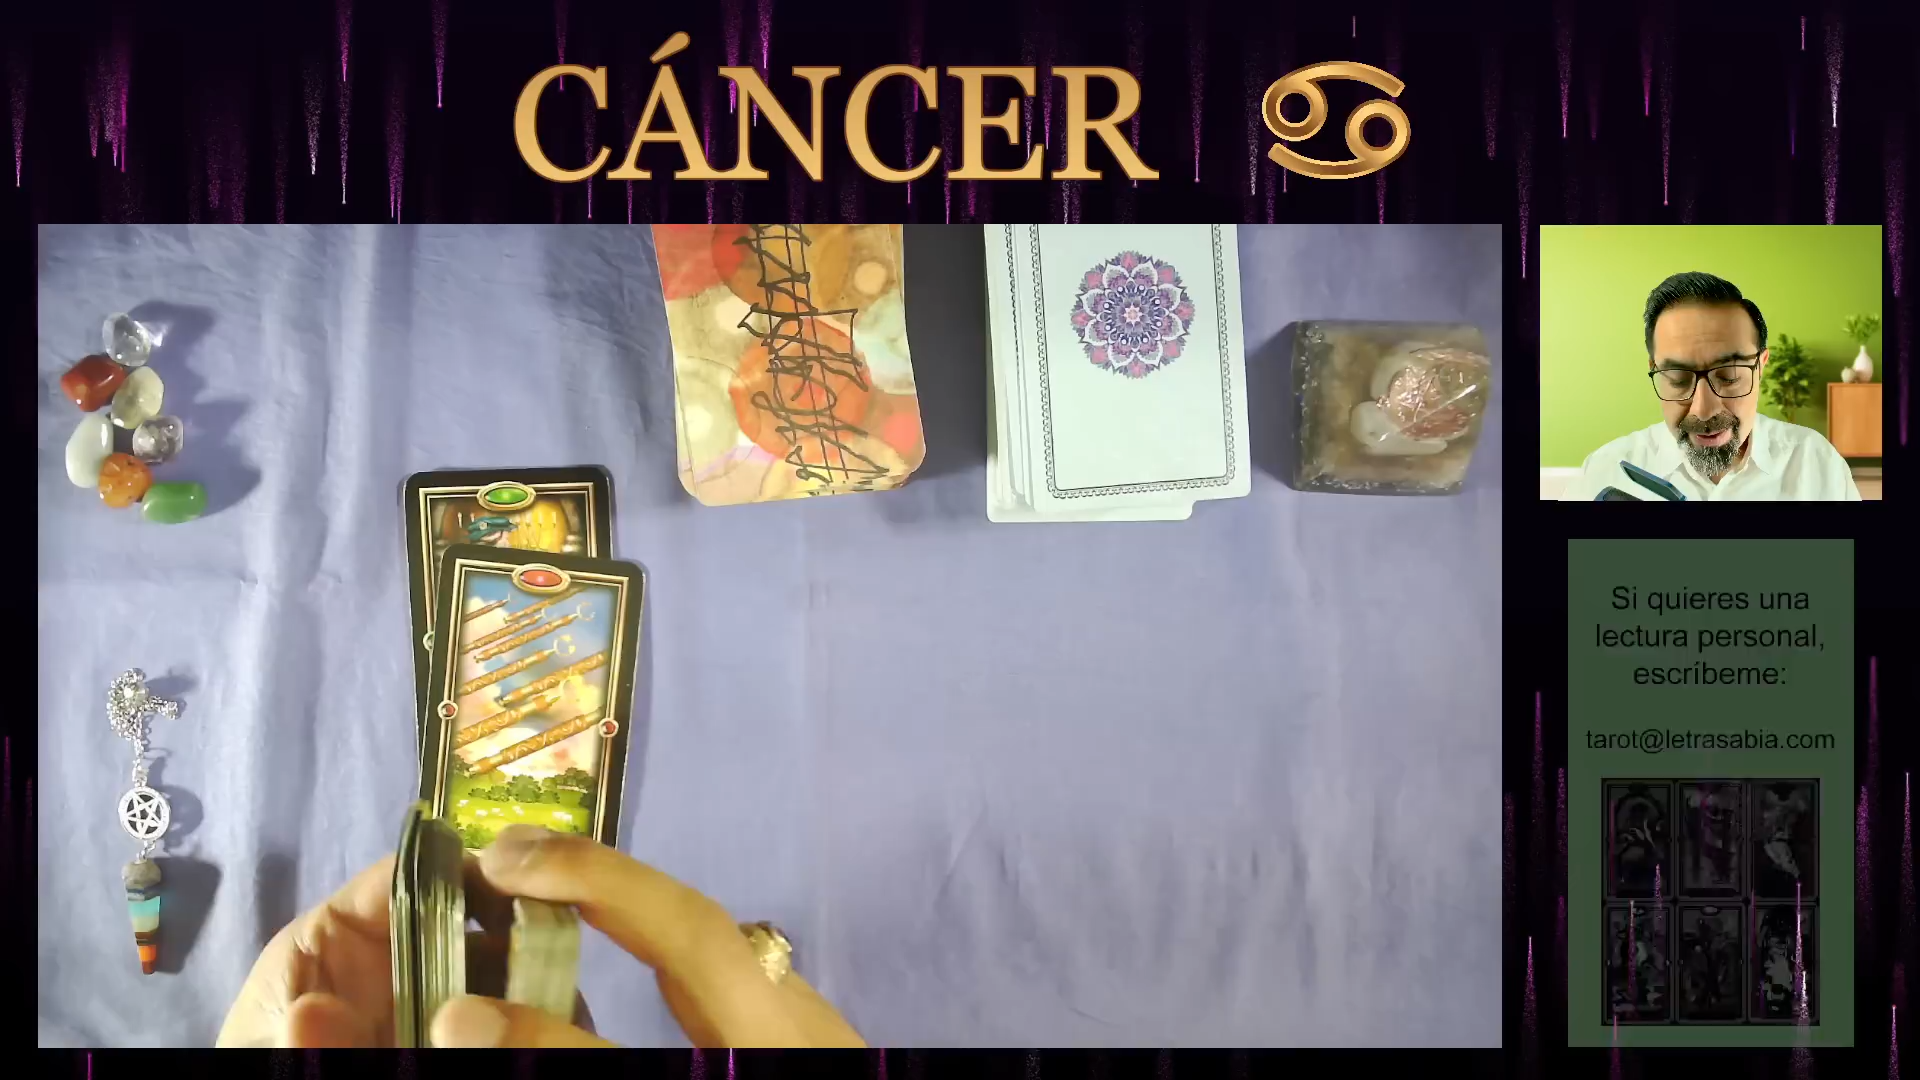 CÁNCER
Si quieres una
lectura personal,
escríbeme:
tarot@letrasabia.com